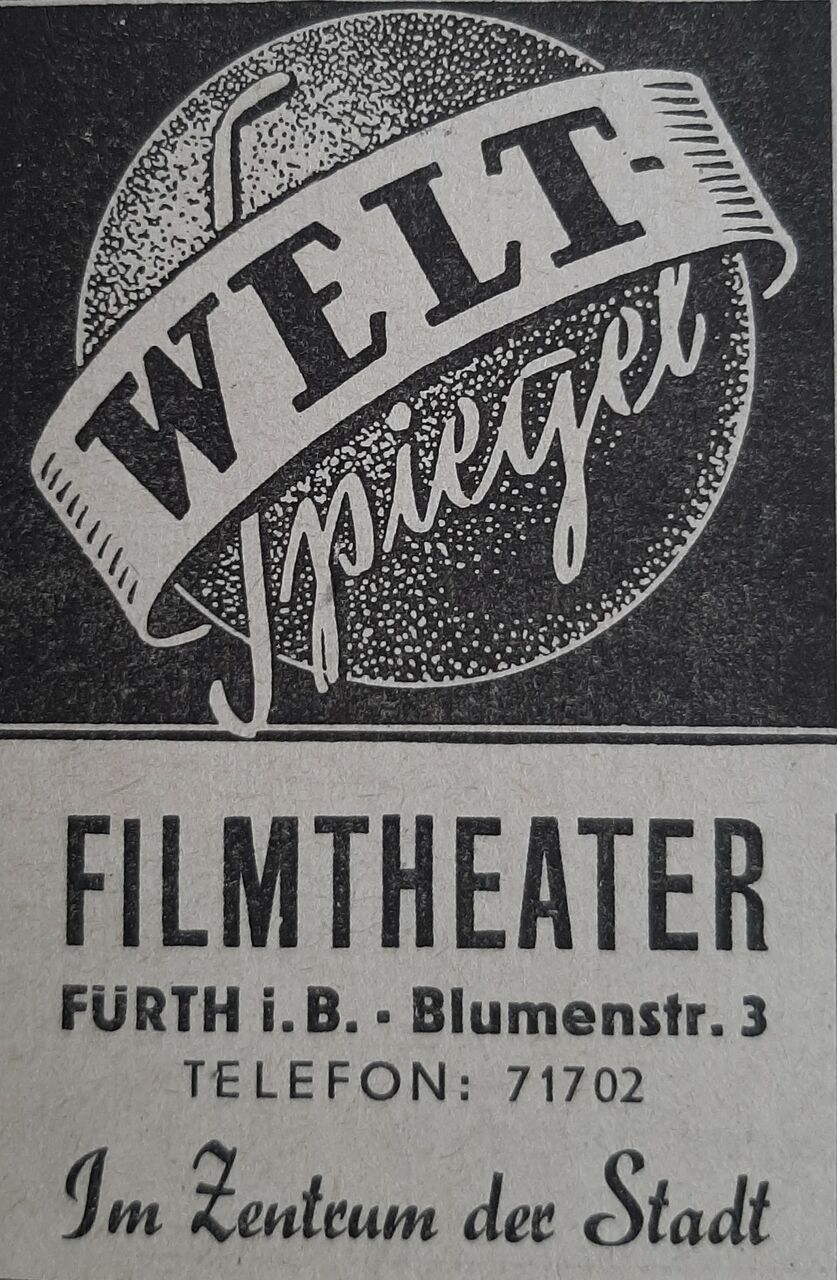 WELT-
Spiegel
FILMTHEATER
FÜRTH i.B. · Blumenstr. 3
TELEFON: 71702
Im Zentrum der Stadt